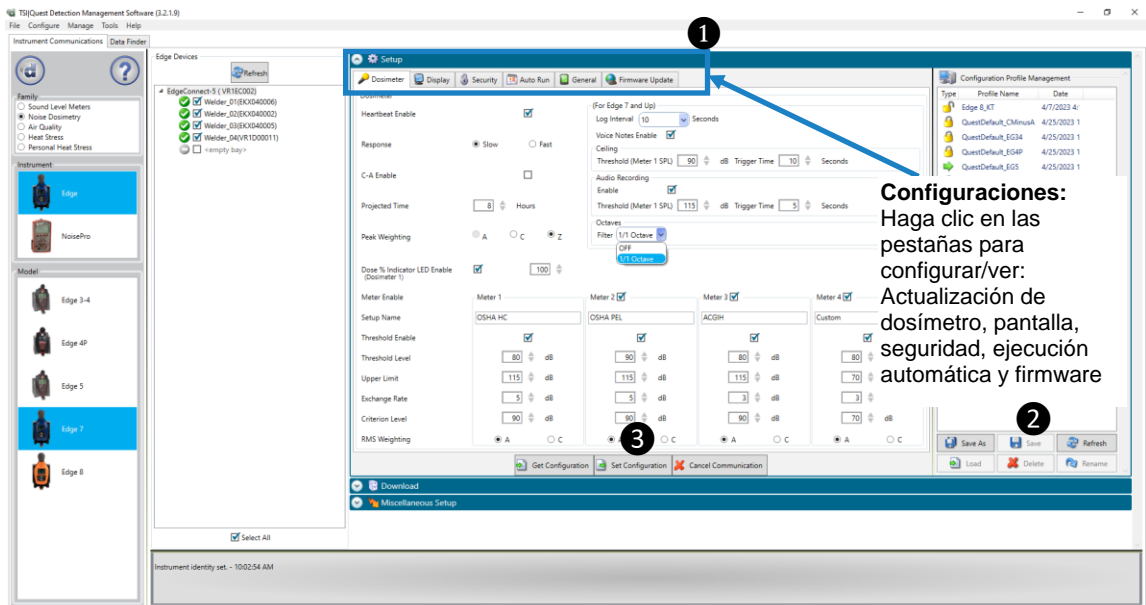 TSI|Quest Detection Management Software (3.2.1.9)
File Configure Manage Tools Help
Instrument Communications Data Finder
Family
Sound Level Meters
Noise Dosimetry
Air Quality
Heat Stress
Personal Heat Stress
Instrument
Edge
NoisePro
Model
Edge 3-4
Edge 4P
Edge 5
Edge 7
Edge 8
Edge Devices
Refresh
EdgeConnect-5 ( VR1EC002)
Welder_01(EKX040006)
Welder_02(EKX040002)
Welder_03(EKX040005)
Welder_04(VR1D00011)
<empty bay>
Select All
1
Setup
Dosimeter Display Security Auto Run General Firmware Update
Dosimeter
Heartbeat Enable
Response Slow Fast
C-A Enable
Projected Time 8 Hours
Peak Weighting A C Z
Dose % Indicator LED Enable 100
(Dosimeter 1)
(For Edge 7 and Up)
Log Interval 10 Seconds
Voice Notes Enable
Ceiling
Threshold (Meter 1 SPL) 90 dB Trigger Time 10 Seconds
Audio Recording
Enable
Threshold (Meter 1 SPL) 115 dB Trigger Time 5 Seconds
Octaves
Filter 1/1 Octave
OFF
1/1 Octave
Meter Enable Meter 1 Meter 2 Meter 3 Meter 4
Setup Name OSHA HC OSHA PEL ACGIH Custom
Threshold Enable
Threshold Level 80 dB 90 dB 80 dB 80
Upper Limit 115 dB 115 dB 115 dB 70
Exchange Rate 5 dB 5 dB 3 dB 3
Criterion Level 90 dB 90 dB 90 dB 70 dB
RMS Weighting A C A C A C A C
3
Get Configuration Set Configuration Cancel Communication
Download
Miscellaneous Setup
Configuration Profile Management
Type Profile Name Date
Edge 8_KT 4/7/2023 4:
QuestDefault_CMinusA 4/25/2023 1
QuestDefault_EG34 4/25/2023 1
QuestDefault_EG4P 4/25/2023 1
QuestDefault_EG5 4/25/2023 1
Configuraciones:
Haga clic en las
pestañas para
configurar/ver:
Actualización de
dosímetro, pantalla,
seguridad, ejecución
automática y firmware
2
Save As Save Refresh
Load Delete Rename
Instrument identity set. - 10:02:54 AM